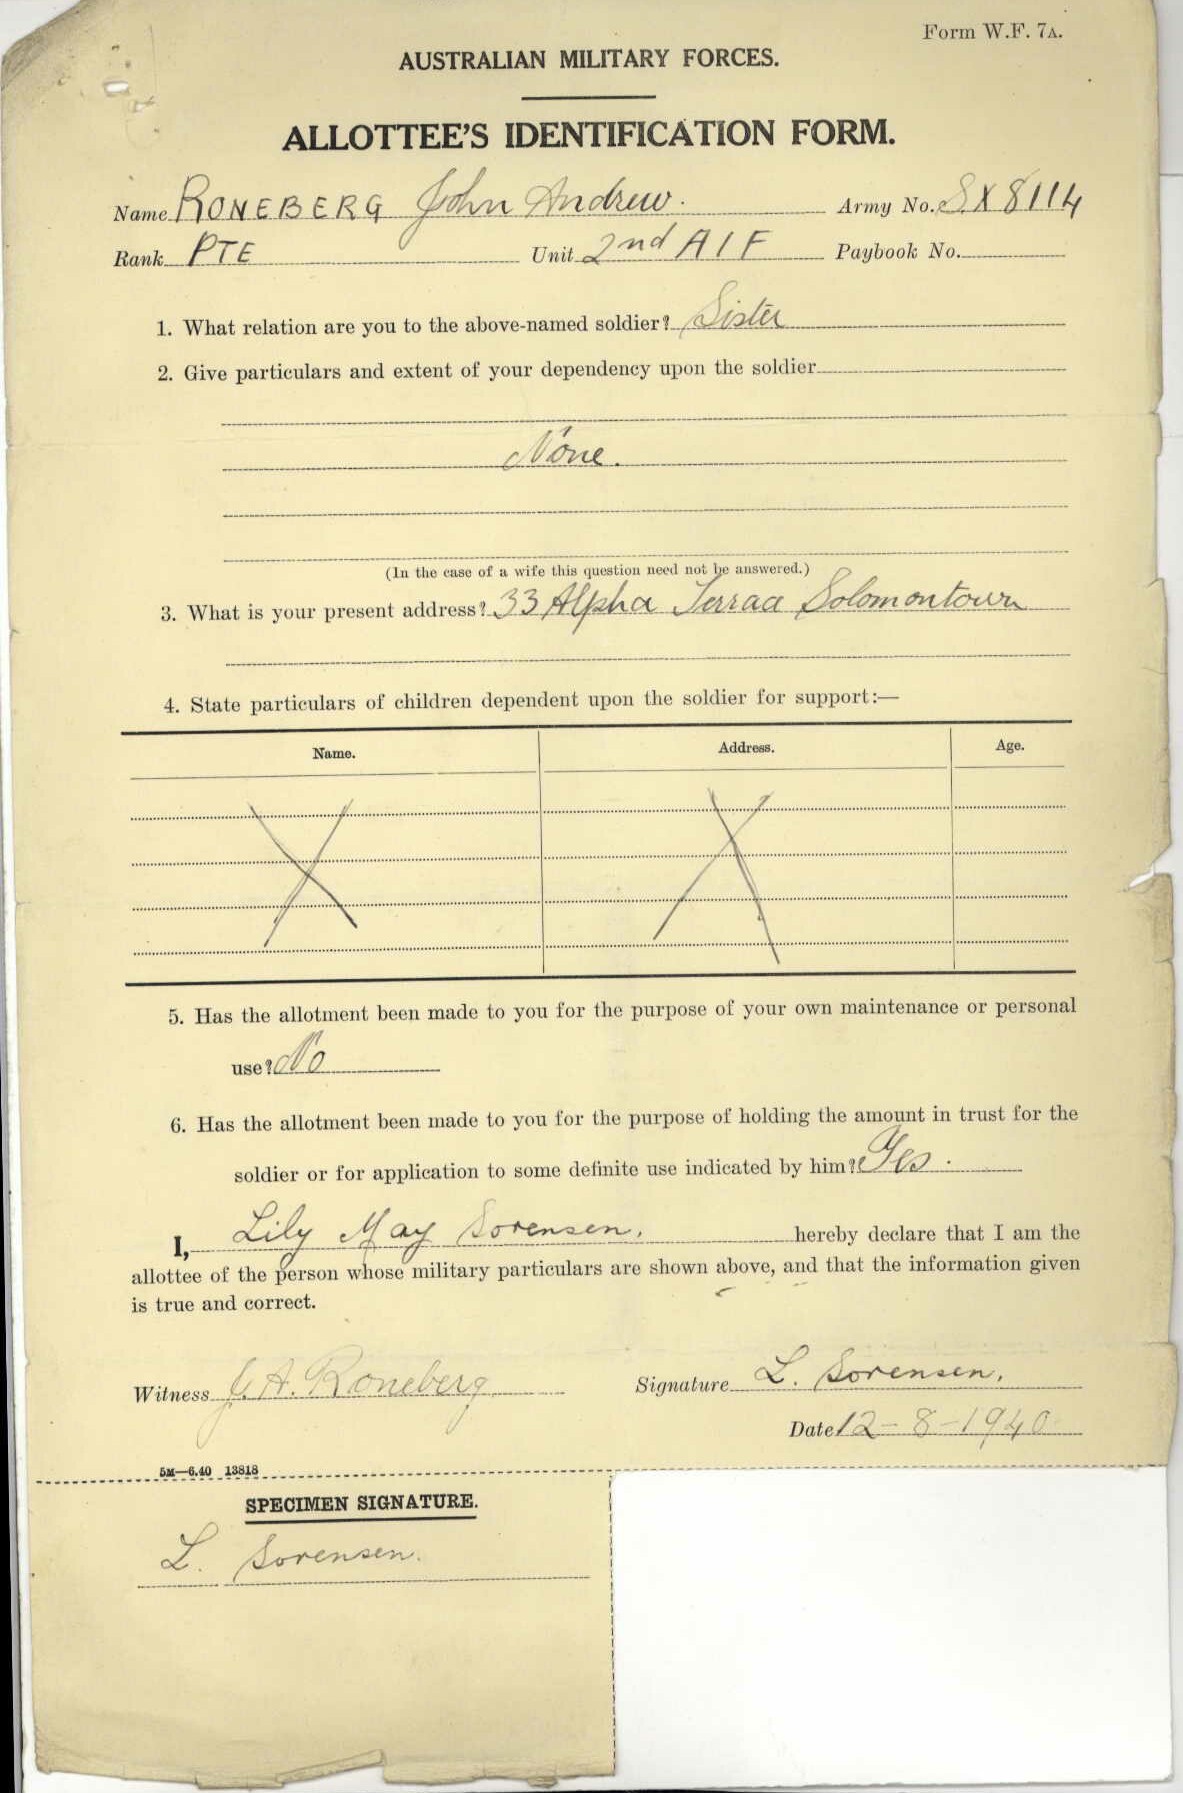 Form W.F. 7A.
AUSTRALIAN MILITARY FORCES.
ALLOTTEE'S IDENTIFICATION FORM.
Name RONEBERG John Andrew. Army No. SX8114
Rank PTE Unit 2nd AIF Paybook No.
1. What relation are you to the above-named soldier? Sister
2. Give particulars and extent of your dependency upon the soldier
None.
(In the case of a wife this question need not be answered.)
3. What is your present address? 33 Alpha Terrace Solomontown
4. State particulars of children dependent upon the soldier for support:—
Name. Address. Age.
5. Has the allotment been made to you for the purpose of your own maintenance or personal
use? No
6. Has the allotment been made to you for the purpose of holding the amount in trust for the
soldier or for application to some definite use indicated by him? Yes.
I, Lily May Sorensen, hereby declare that I am the
allottee of the person whose military particulars are shown above, and that the information given
is true and correct.
Witness J. A. Roneberg Signature L. Sorensen.
Date 12-8-1940
5M—6.40 13818
SPECIMEN SIGNATURE.
L. Sorensen.